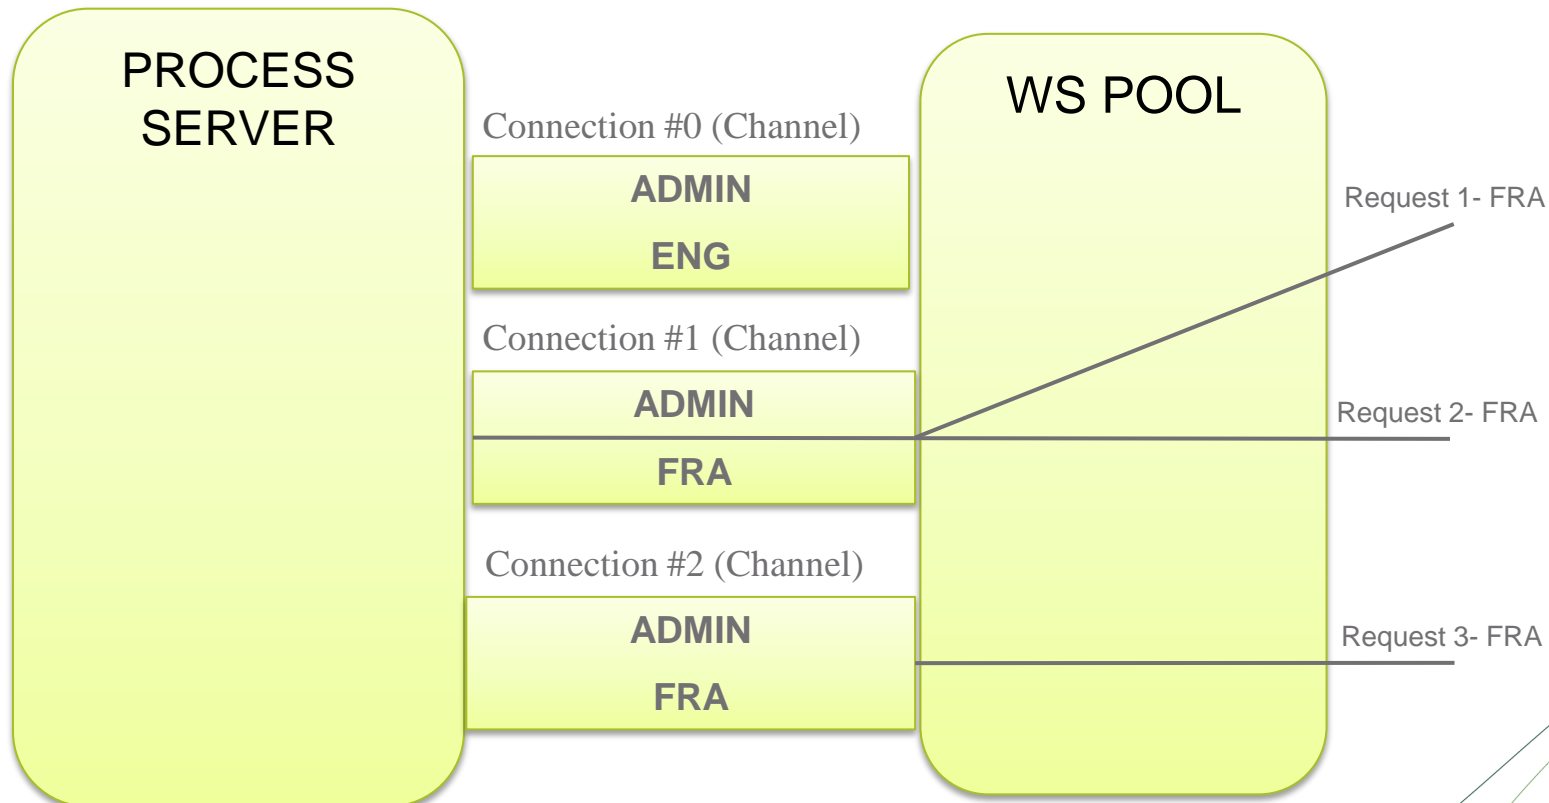 PROCESS
SERVER
Connection #0 (Channel)
ADMIN
ENG
Connection #1 (Channel)
ADMIN
FRA
Connection #2 (Channel)
ADMIN
FRA
WS POOL
Request 1- FRA
Request 2- FRA
Request 3- FRA